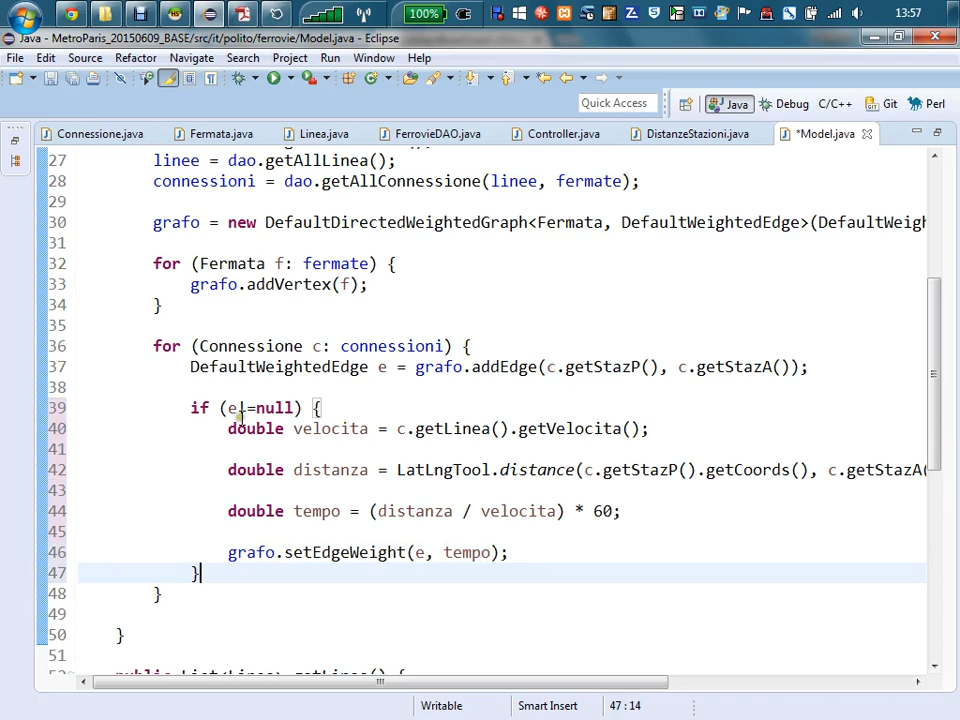 100%
13:57
Java - MetroParis_20150609_BASE/src/it/polito/ferrovie/Model.java - Eclipse
File Edit Source Refactor Navigate Search Project Run Window Help
Quick Access Java Debug C/C++ Git Perl
Connessione.java Fermata.java Linea.java FerrovieDAO.java Controller.java DistanzeStazioni.java *Model.java
27 linee = dao.getAllLinea();
28 connessioni = dao.getAllConnessione(linee, fermate);
29
30 grafo = new DefaultDirectedWeightedGraph<Fermata, DefaultWeightedEdge>(DefaultWeigh
31
32 for (Fermata f: fermate) {
33 grafo.addVertex(f);
34 }
35
36 for (Connessione c: connessioni) {
37 DefaultWeightedEdge e = grafo.addEdge(c.getStazP(), c.getStazA());
38
39 if (e!=null) {
40 double velocita = c.getLinea().getVelocita();
41
42 double distanza = LatLngTool.distance(c.getStazP().getCoords(), c.getStazA(
43
44 double tempo = (distanza / velocita) * 60;
45
46 grafo.setEdgeWeight(e, tempo);
47 }
48 }
49
50 }
51
public List<Linea> getLinee() {
Writable Smart Insert 47 : 14